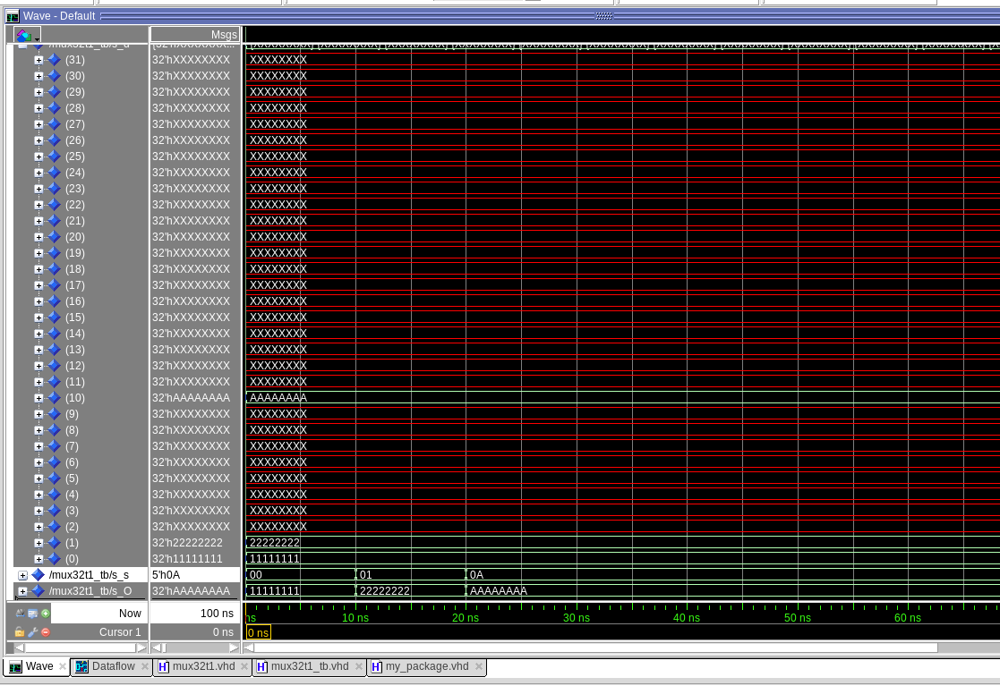 Wave - Default
Msgs
/mux32t1_tb/s_d
(31) 32'hXXXXXXXX XXXXXXXX
(30) 32'hXXXXXXXX XXXXXXXX
(29) 32'hXXXXXXXX XXXXXXXX
(28) 32'hXXXXXXXX XXXXXXXX
(27) 32'hXXXXXXXX XXXXXXXX
(26) 32'hXXXXXXXX XXXXXXXX
(25) 32'hXXXXXXXX XXXXXXXX
(24) 32'hXXXXXXXX XXXXXXXX
(23) 32'hXXXXXXXX XXXXXXXX
(22) 32'hXXXXXXXX XXXXXXXX
(21) 32'hXXXXXXXX XXXXXXXX
(20) 32'hXXXXXXXX XXXXXXXX
(19) 32'hXXXXXXXX XXXXXXXX
(18) 32'hXXXXXXXX XXXXXXXX
(17) 32'hXXXXXXXX XXXXXXXX
(16) 32'hXXXXXXXX XXXXXXXX
(15) 32'hXXXXXXXX XXXXXXXX
(14) 32'hXXXXXXXX XXXXXXXX
(13) 32'hXXXXXXXX XXXXXXXX
(12) 32'hXXXXXXXX XXXXXXXX
(11) 32'hXXXXXXXX XXXXXXXX
(10) 32'hAAAAAAAA AAAAAAAA
(9) 32'hXXXXXXXX XXXXXXXX
(8) 32'hXXXXXXXX XXXXXXXX
(7) 32'hXXXXXXXX XXXXXXXX
(6) 32'hXXXXXXXX XXXXXXXX
(5) 32'hXXXXXXXX XXXXXXXX
(4) 32'hXXXXXXXX XXXXXXXX
(3) 32'hXXXXXXXX XXXXXXXX
(2) 32'hXXXXXXXX XXXXXXXX
(1) 32'h22222222 22222222
(0) 32'h11111111 11111111
/mux32t1_tb/s_s 5'h0A 00 01 0A
/mux32t1_tb/s_O 32'hAAAAAAAA 11111111 22222222 AAAAAAAA
Now 100 ns ns 10 ns 20 ns 30 ns 40 ns 50 ns 60 ns
Cursor 1 0 ns 0 ns
Wave Dataflow mux32t1.vhd mux32t1_tb.vhd my_package.vhd